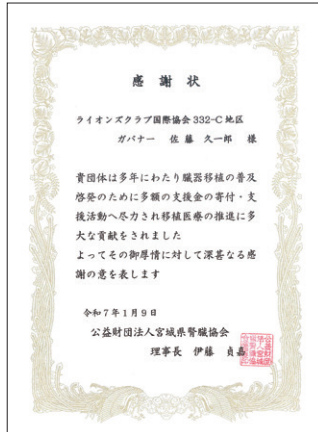 感謝状
ライオンズクラブ国際協会 332-C 地区
ガバナー 佐藤 久一郎 様
貴団体は多年にわたり臓器移植の普及
啓発のために多額の支援金の寄付・支
援活動へ尽力され移植医療の推進に多
大な貢献をされました
よってその御厚情に対して深甚なる感
謝の意を表します
令和7年1月9日
公益財団法人宮城県腎臓協会
理事長 伊藤 貞嘉